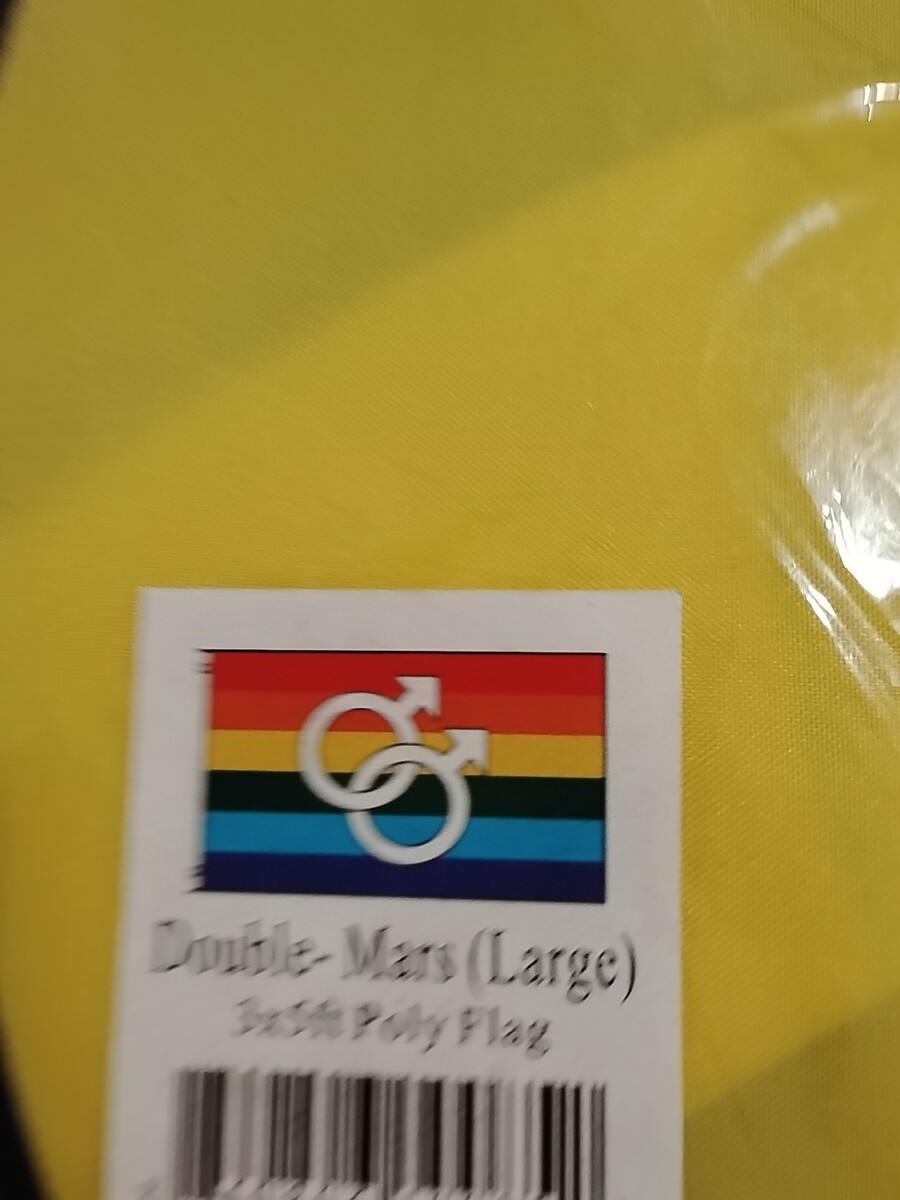 Double- Mars (Large)
3x5ft Poly Flag